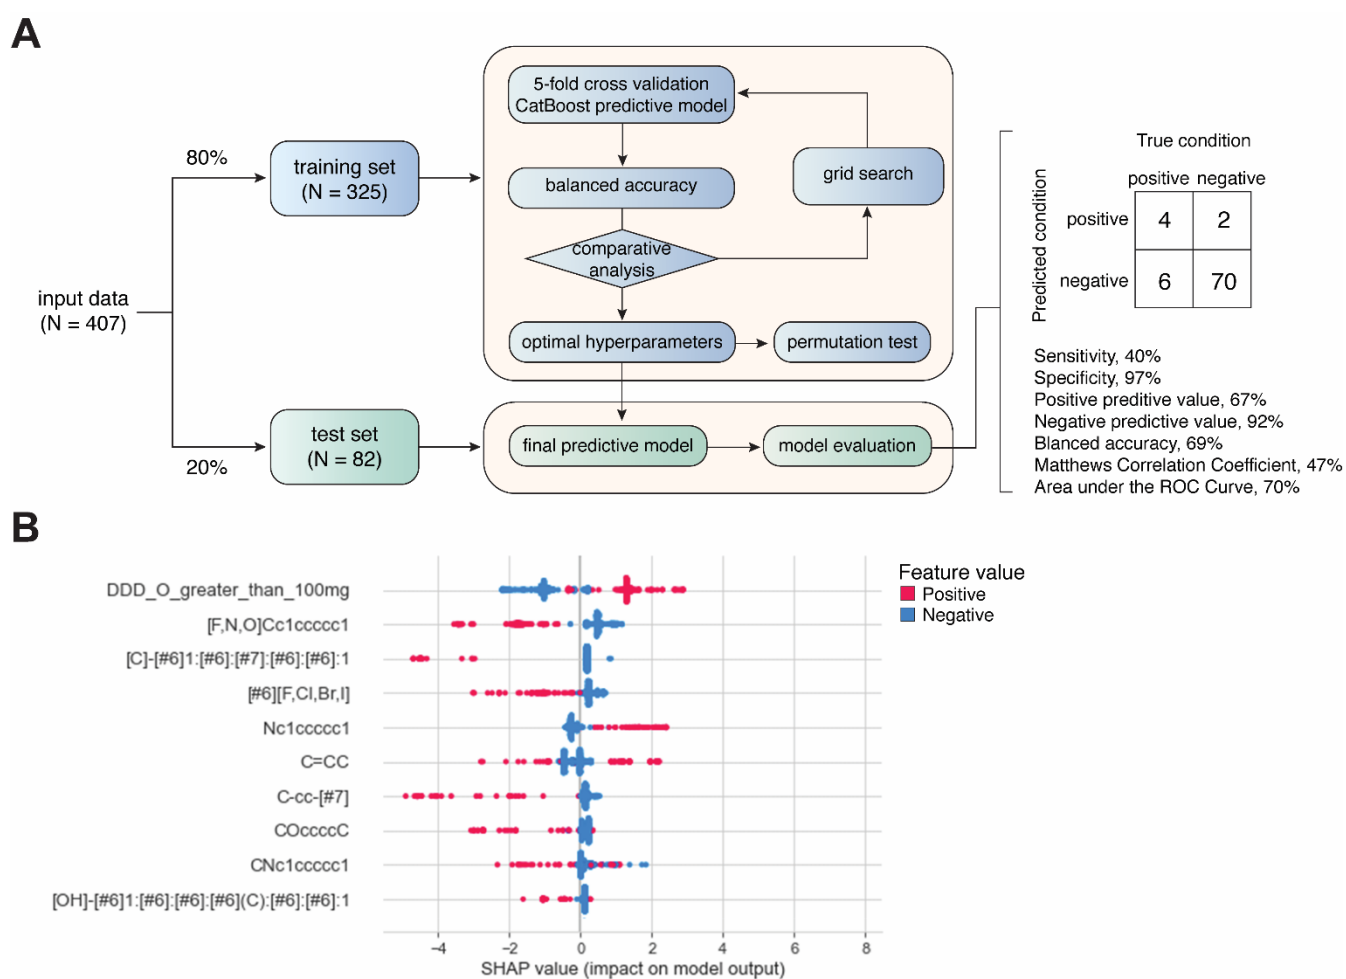 A
80%
training set
(N = 325)
input data
(N = 407)
20%
test set
(N = 82)
5-fold cross validation
CatBoost predictive model
balanced accuracy
grid search
comparative
analysis
optimal hyperparameters
permutation test
final predictive model
model evaluation
True condition
positive negative
Predicted condition
positive 4 2
negative 6 70
Sensitivity, 40%
Specificity, 97%
Positive preditive value, 67%
Negative predictive value, 92%
Blanced accuracy, 69%
Matthews Correlation Coefficient, 47%
Area under the ROC Curve, 70%
B
DDD_O_greater_than_100mg
[F,N,O]Cc1ccccc1
[C]-[#6]1:[#6]:[#7]:[#6]:[#6]:1
[#6][F,Cl,Br,I]
Nc1ccccc1
C=CC
C-cc-[#7]
COccccC
CNc1ccccc1
[OH]-[#6]1:[#6]:[#6]:[#6](C):[#6]:[#6]:1
−4 −2 0 2 4 6 8
SHAP value (impact on model output)
Feature value
Positive
Negative